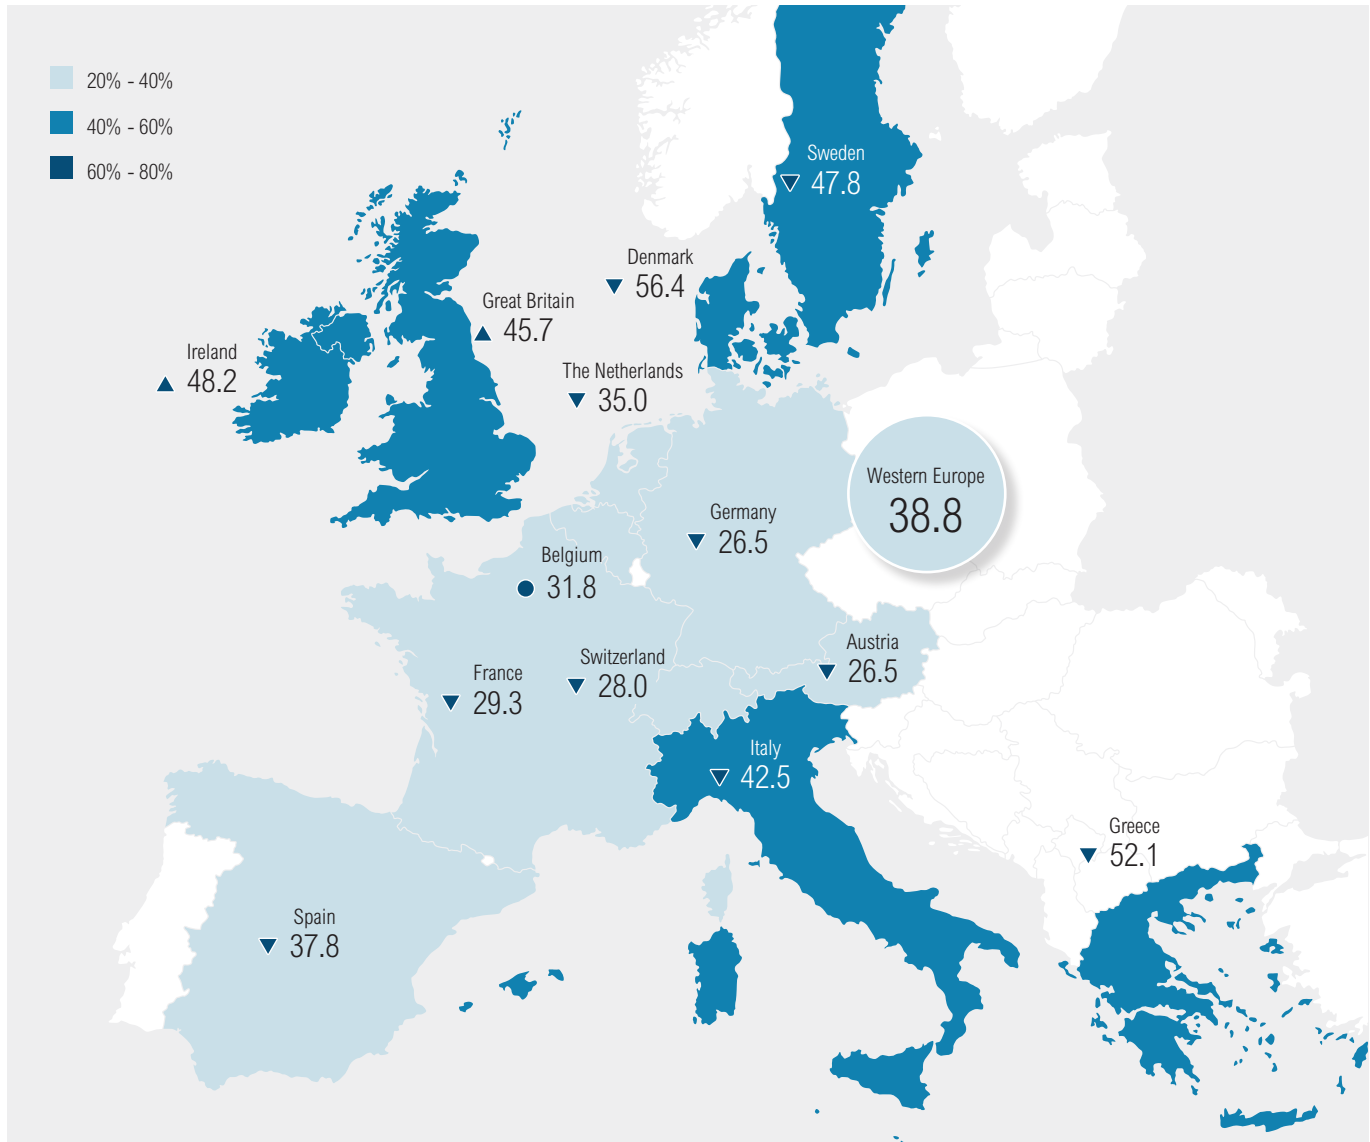 20% - 40%
40% - 60%
60% - 80%
Sweden
47.8
Denmark
56.4
Great Britain
45.7
Ireland
48.2
The Netherlands
35.0
Western Europe
38.8
Germany
26.5
Belgium
31.8
Austria
26.5
Switzerland
28.0
France
29.3
Italy
42.5
Greece
52.1
Spain
37.8